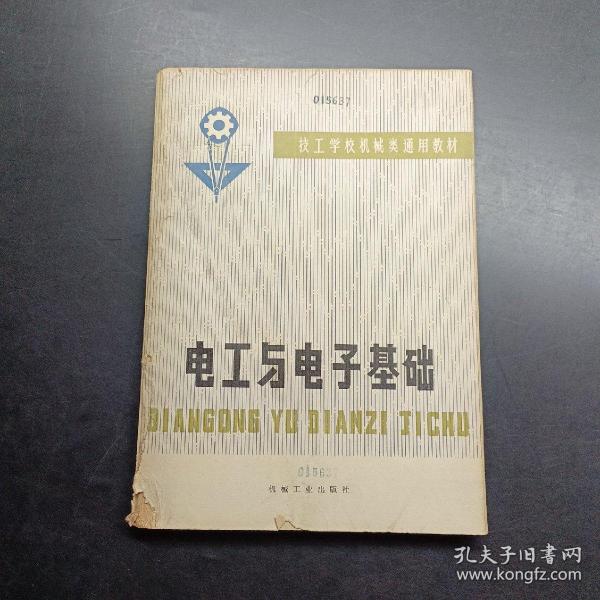 015637
技工学校机械类通用教材
电工与电子基础
DIANGONG YU DIANZI JICHU
015637
机械工业出版社
孔夫子旧书网
www.kongfz.com